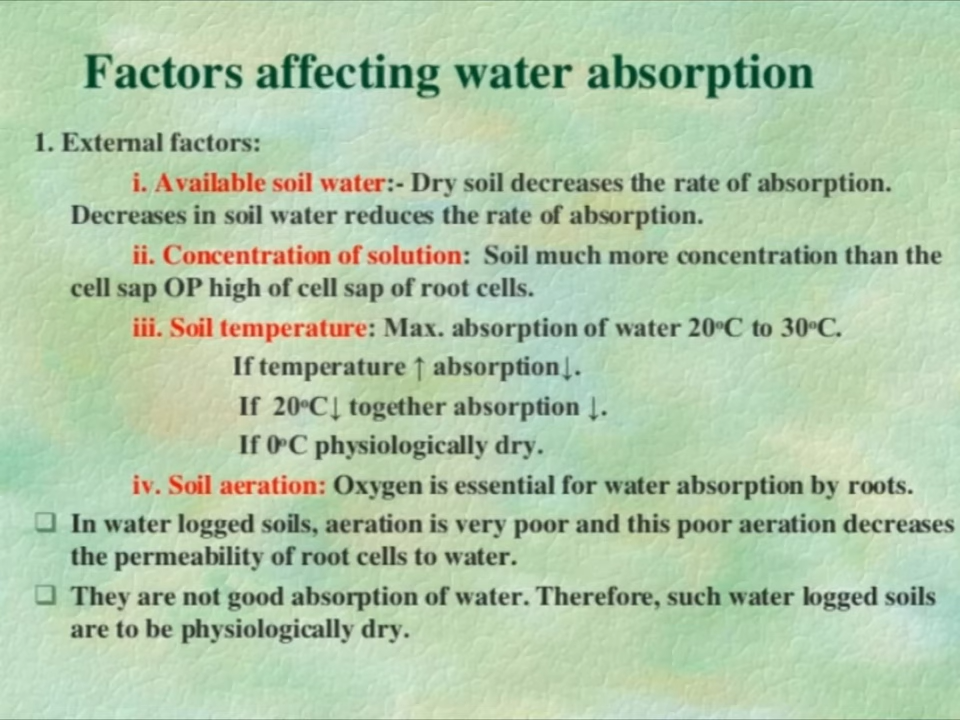 Factors affecting water absorption
1. External factors:
i. Available soil water:- Dry soil decreases the rate of absorption.
Decreases in soil water reduces the rate of absorption.
ii. Concentration of solution: Soil much more concentration than the
cell sap OP high of cell sap of root cells.
iii. Soil temperature: Max. absorption of water 20°C to 30°C.
If temperature ↑ absorption↓.
If 20°C↓ together absorption ↓.
If 0°C physiologically dry.
iv. Soil aeration: Oxygen is essential for water absorption by roots.
❑ In water logged soils, aeration is very poor and this poor aeration decreases
the permeability of root cells to water.
❑ They are not good absorption of water. Therefore, such water logged soils
are to be physiologically dry.